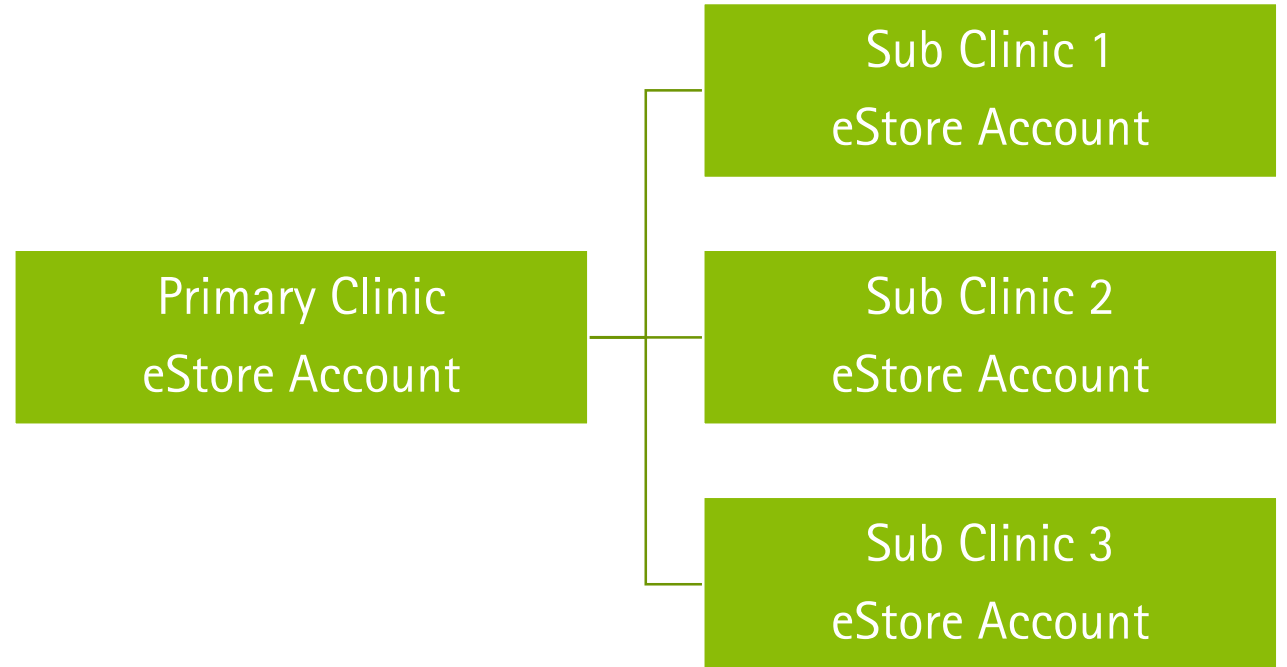 Sub Clinic 1
eStore Account
Primary Clinic
eStore Account
Sub Clinic 2
eStore Account
Sub Clinic 3
eStore Account